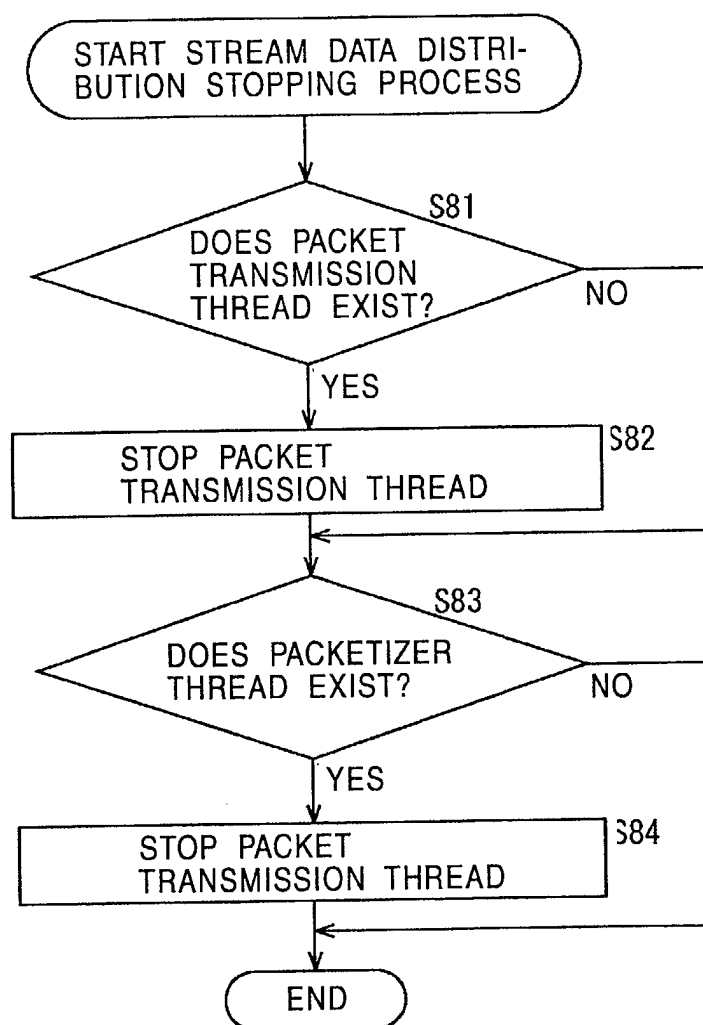 START STREAM DATA DISTRI-
BUTION STOPPING PROCESS
S81
DOES PACKET
TRANSMISSION
THREAD EXIST?
NO
YES
S82
STOP PACKET
TRANSMISSION THREAD
S83
DOES PACKETIZER
THREAD EXIST?
NO
YES
S84
STOP PACKET
TRANSMISSION THREAD
END